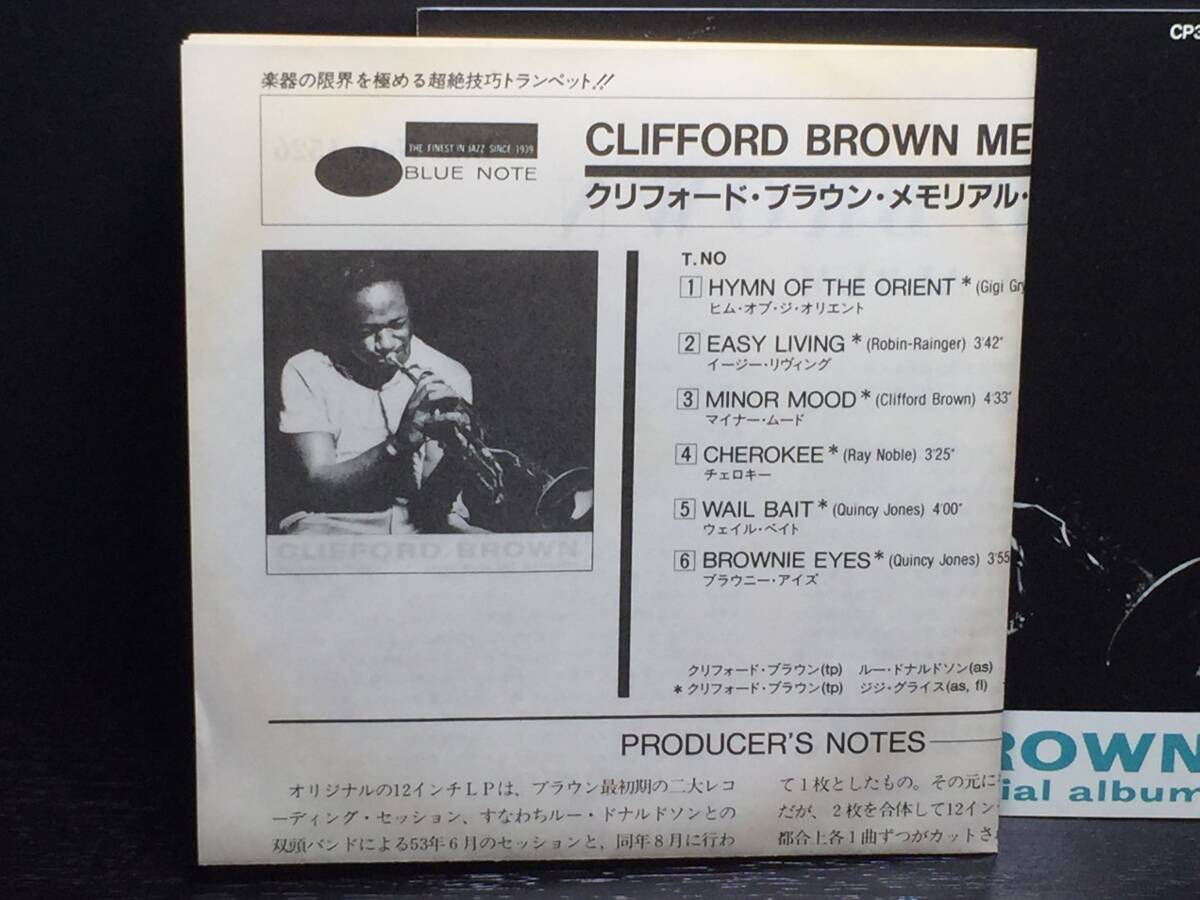 CP3
楽器の限界を極める超絶技巧トランペット!!
THE FINEST IN JAZZ SINCE 1939
BLUE NOTE
CLIFFORD BROWN ME
クリフォード・ブラウン・メモリアル・
CLIFFORD BROWN
T. NO
1 HYMN OF THE ORIENT * (Gigi Gr
ヒム・オブ・ジ・オリエント
2 EASY LIVING * (Robin-Rainger) 3'42"
イージー・リヴィング
3 MINOR MOOD * (Clifford Brown) 4'33"
マイナー・ムード
4 CHEROKEE * (Ray Noble) 3'25"
チェロキー
5 WAIL BAIT * (Quincy Jones) 4'00"
ウェイル・ベイト
6 BROWNIE EYES * (Quincy Jones) 3'55
ブラウニー・アイズ
クリフォード・ブラウン(tp) ルー・ドナルドソン(as)
* クリフォード・ブラウン(tp) ジジ・グライス(as, fl)
PRODUCER'S NOTES
オリジナルの12インチLPは、ブラウン最初期の二大レコ
ーディング・セッション、すなわちルー・ドナルドソンとの
双頭バンドによる53年6月のセッションと、同年8月に行わ
て1枚としたもの。その元に
だが、2枚を合体して12イン
都合上各1曲ずつがカットさ
ROWN
ial album